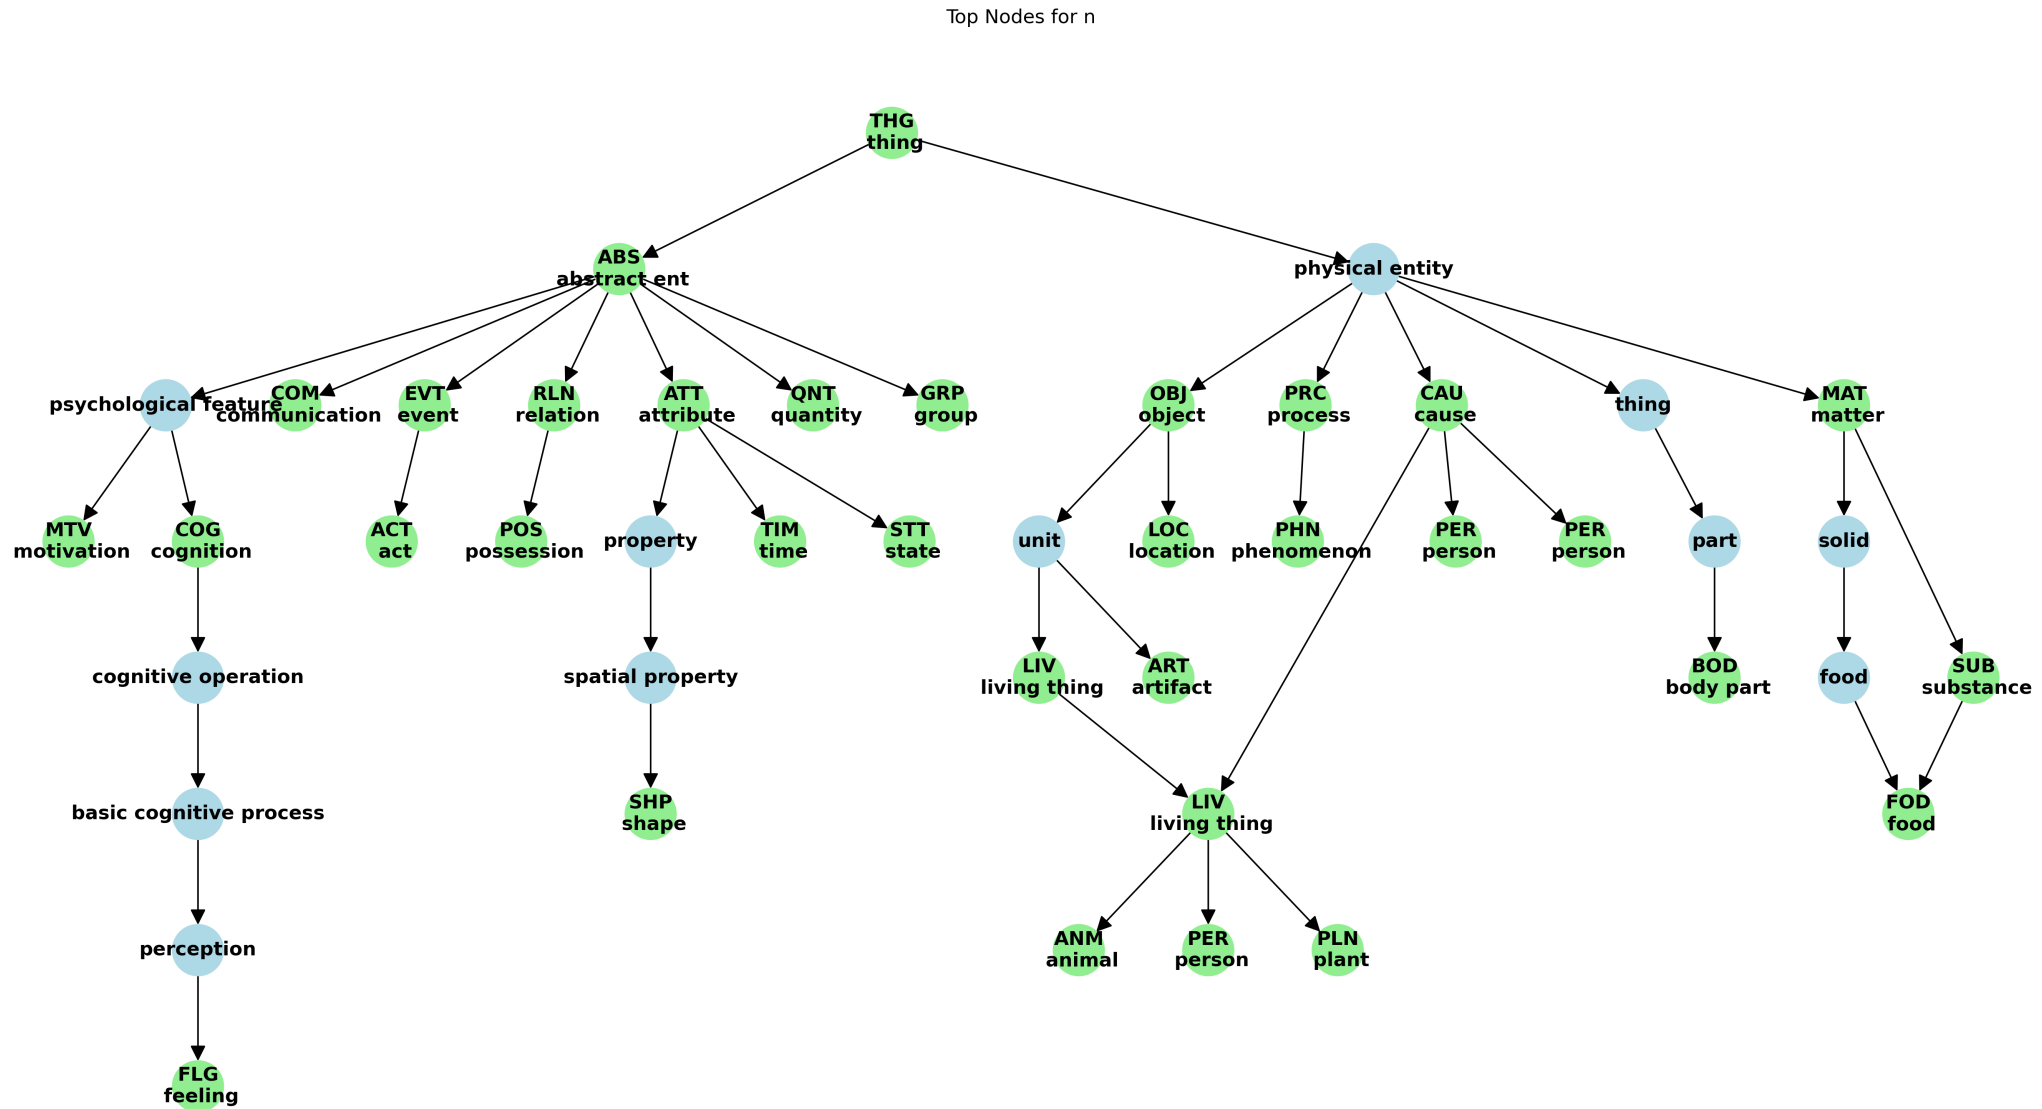 Top Nodes for n
THG
thing
ABS
abstract ent
physical entity
psychological feature
COM
communication
EVT
event
RLN
relation
ATT
attribute
QNT
quantity
GRP
group
OBJ
object
PRC
process
CAU
cause
thing
MAT
matter
MTV
motivation
COG
cognition
ACT
act
POS
possession
property
TIM
time
STT
state
unit
LOC
location
PHN
phenomenon
PER
person
PER
person
part
solid
cognitive operation
spatial property
LIV
living thing
ART
artifact
BOD
body part
food
SUB
substance
basic cognitive process
SHP
shape
LIV
living thing
FOD
food
perception
ANM
animal
PER
person
PLN
plant
FLG
feeling